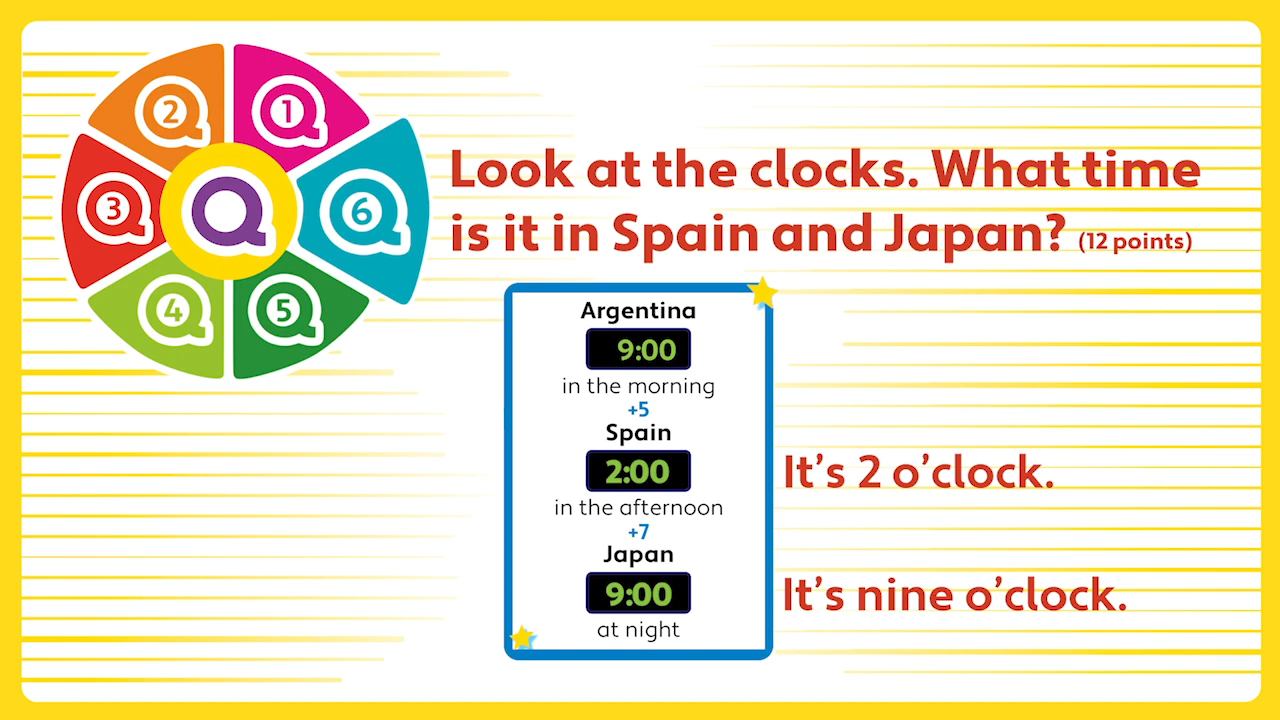 2
1
3
Q
6
4
5
Look at the clocks. What time
is it in Spain and Japan? (12 points)
Argentina
9:00
in the morning
+5
Spain
2:00
It's 2 o'clock.
in the afternoon
+7
Japan
9:00
It's nine o'clock.
at night